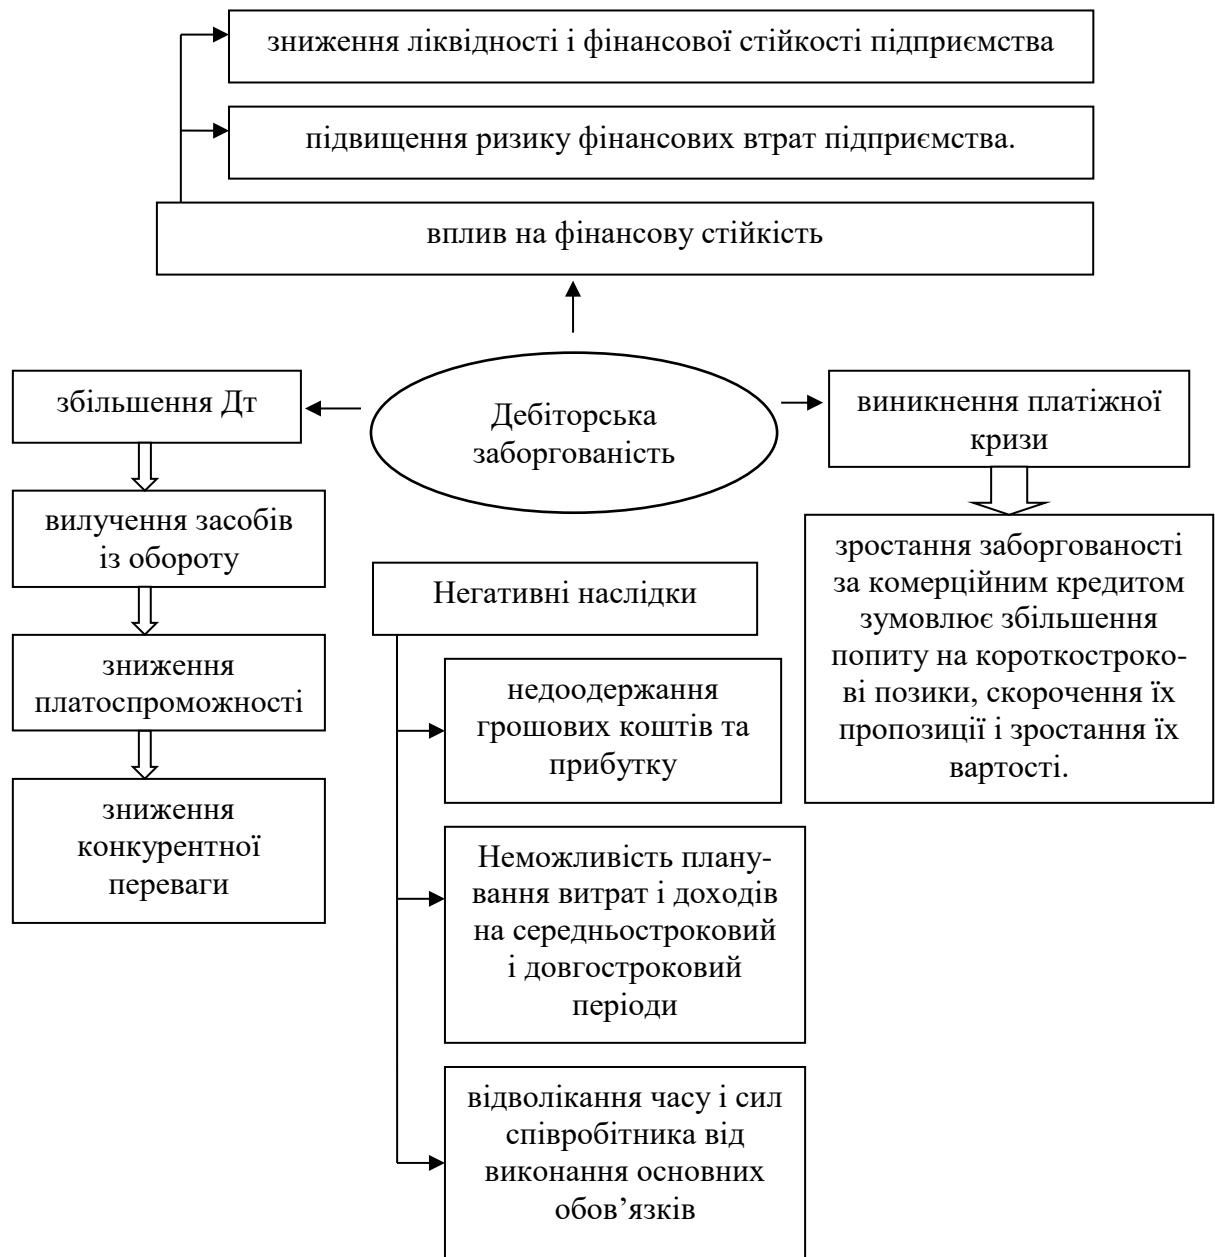 зниження ліквідності і фінансової стійкості підприємства
підвищення ризику фінансових втрат підприємства.
вплив на фінансову стійкість
збільшення Дт
Дебіторська
заборгованість
виникнення платіжної
кризи
вилучення засобів
із обороту
зниження
платоспроможності
зниження
конкурентної
переваги
Негативні наслідки
недоодержання
грошових коштів та
прибутку
Неможливість плану-
вання витрат і доходів
на середньостроковий
і довгостроковий
періоди
відволікання часу і сил
співробітника від
виконання основних
обов’язків
зростання заборгованості
за комерційним кредитом
зумовлює збільшення
попиту на короткостроко-
ві позики, скорочення їх
пропозиції і зростання їх
вартості.